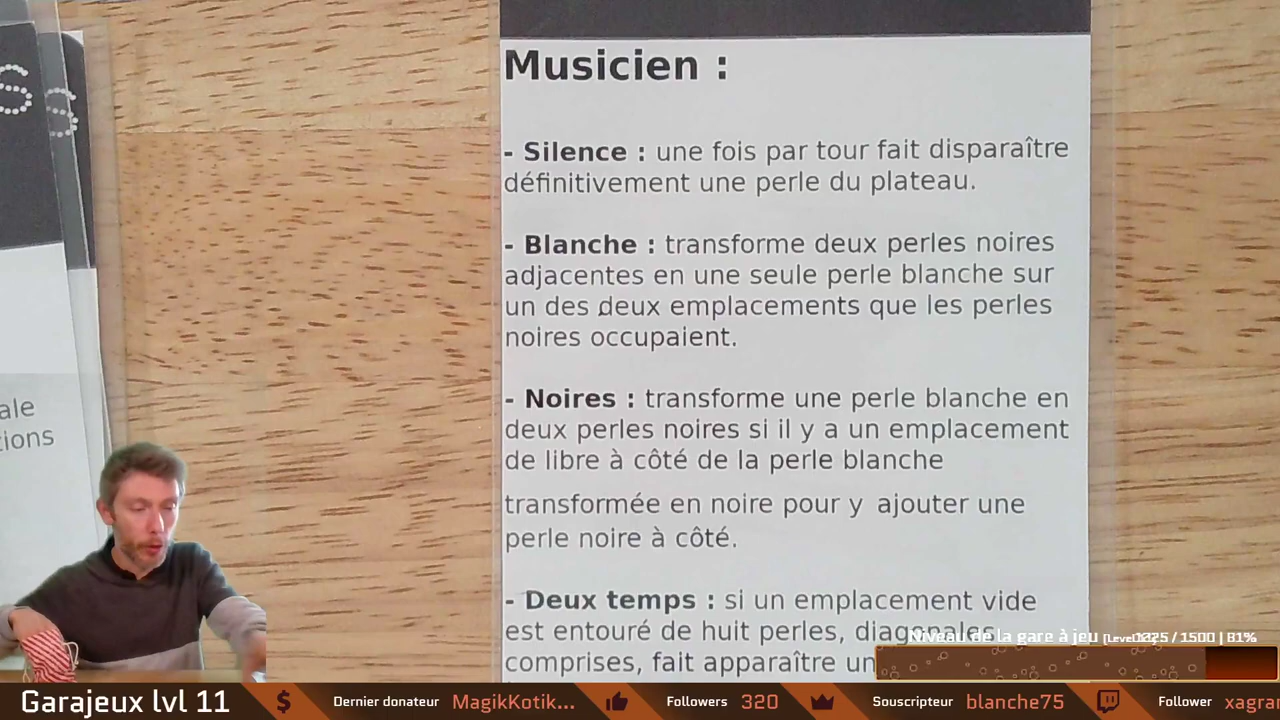 Musicien :
- Silence : une fois par tour fait disparaître
définitivement une perle du plateau.
- Blanche : transforme deux perles noires
adjacentes en une seule perle blanche sur
un des deux emplacements que les perles
noires occupaient.
- Noires : transforme une perle blanche en
deux perles noires si il y a un emplacement
de libre à côté de la perle blanche
transformée en noire pour y ajouter une
perle noire à côté.
- Deux temps : si un emplacement vide
est entouré de huit perles, diagonales
comprises, fait apparaître un
ale
tions
Niveau de la gare à jeu 1225 / 1500 | 81%
Garajeux lvl 11
$ Dernier donateur MagikKotik...
Followers 320
Souscripteur blanche75
Follower xagra